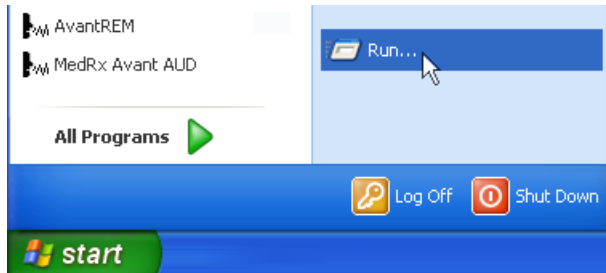 AvantREM
MedRx Avant AUD
All Programs
Run...
Log Off
Shut Down
start